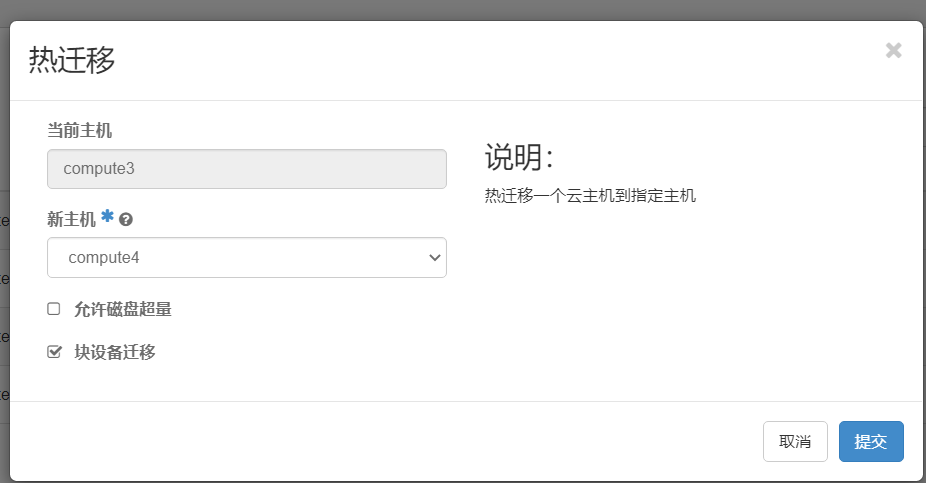 热迁移
当前主机
compute3
新主机
compute4
允许磁盘超量
块设备迁移
说明：
热迁移一个云主机到指定主机
取消
提交